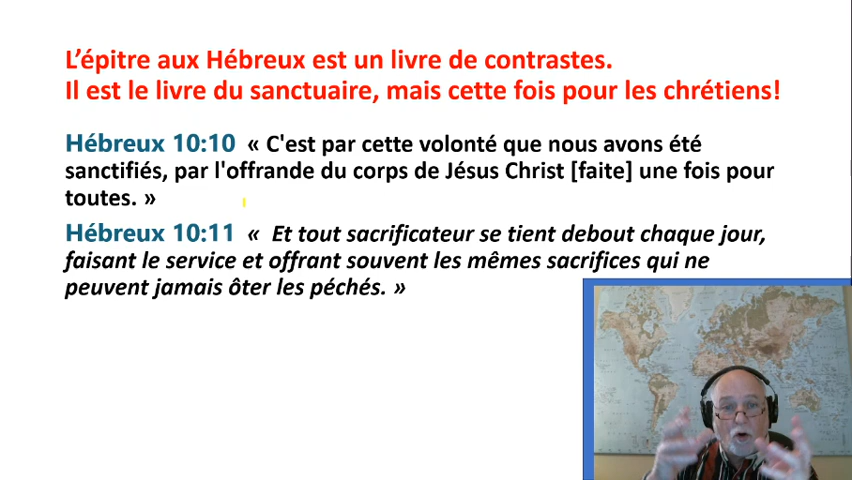 L’épitre aux Hébreux est un livre de contrastes.
Il est le livre du sanctuaire, mais cette fois pour les chrétiens!
Hébreux 10:10 « C'est par cette volonté que nous avons été
sanctifiés, par l'offrande du corps de Jésus Christ [faite] une fois pour
toutes. »
Hébreux 10:11 « Et tout sacrificateur se tient debout chaque jour,
faisant le service et offrant souvent les mêmes sacrifices qui ne
peuvent jamais ôter les péchés. »